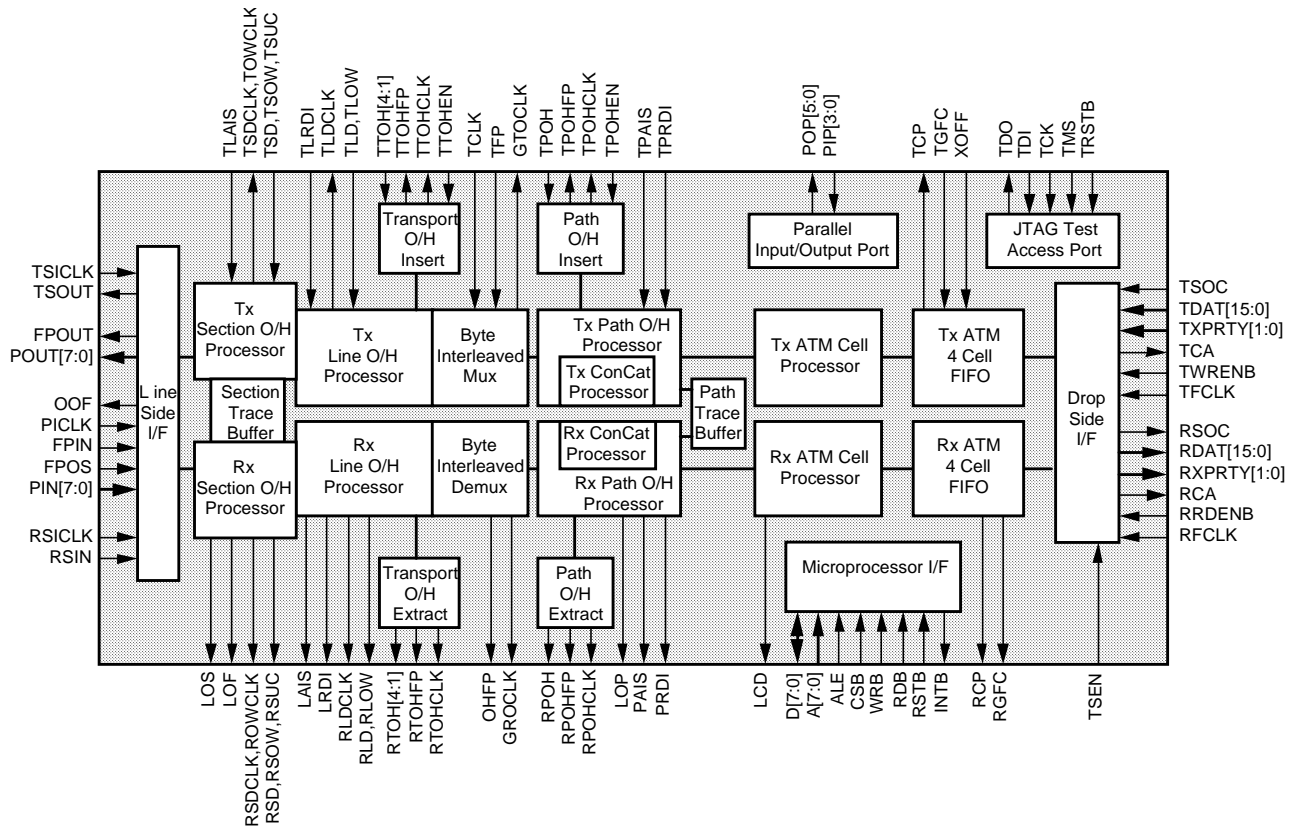 TLAIS
TSDCLK,TOWCLK
TSD,TSOW,TSUC
TLRDI
TLDCLK
TLD,TLOW
TTOH[4:1]
TTOHFP
TTOHCLK
TTOHEN
TCLK
TFP
GTOCLK
TPOH
TPOHFP
TPOHCLK
TPOHEN
TPAIS
TPRDI
POP[5:0]
PIP[3:0]
TCP
TGFC
XOFF
TDO
TDI
TCK
TMS
TRSTB
Transport
O/H
Insert
Path
O/H
Insert
Parallel
Input/Output Port
JTAG Test
Access Port
TSICLK
TSOUT
FPOUT
POUT[7:0]
OOF
PICLK
FPIN
FPOS
PIN[7:0]
RSICLK
RSIN
Line
Side
I/F
Tx
Section O/H
Processor
Tx
Line O/H
Processor
Byte
Interleaved
Mux
Tx Path O/H
Processor
Tx ConCat
Processor
Tx ATM Cell
Processor
Tx ATM
4 Cell
FIFO
Section
Trace
Buffer
Path
Trace
Buffer
Rx
Section O/H
Processor
Rx
Line O/H
Processor
Byte
Interleaved
Demux
Rx ConCat
Processor
Rx Path O/H
Processor
Rx ATM Cell
Processor
Rx ATM
4 Cell
FIFO
Drop
Side
I/F
TSOC
TDAT[15:0]
TXPRTY[1:0]
TCA
TWRENB
TFCLK
RSOC
RDAT[15:0]
RXPRTY[1:0]
RCA
RRDENB
RFCLK
Transport
O/H
Extract
Path
O/H
Extract
Microprocessor I/F
LOS
LOF
RSDCLK,ROWCLK
RSD,RSOW,RSUC
LAIS
LRDI
RLDCLK
RLD,RLOW
RTOH[4:1]
RTOHFP
RTOHCLK
OHFP
GROCLK
RPOH
RPOHFP
RPOHCLK
LOP
PAIS
PRDI
LCD
D[7:0]
A[7:0]
ALE
CSB
WRB
RDB
RSTB
INTB
RCP
RGFC
TSEN